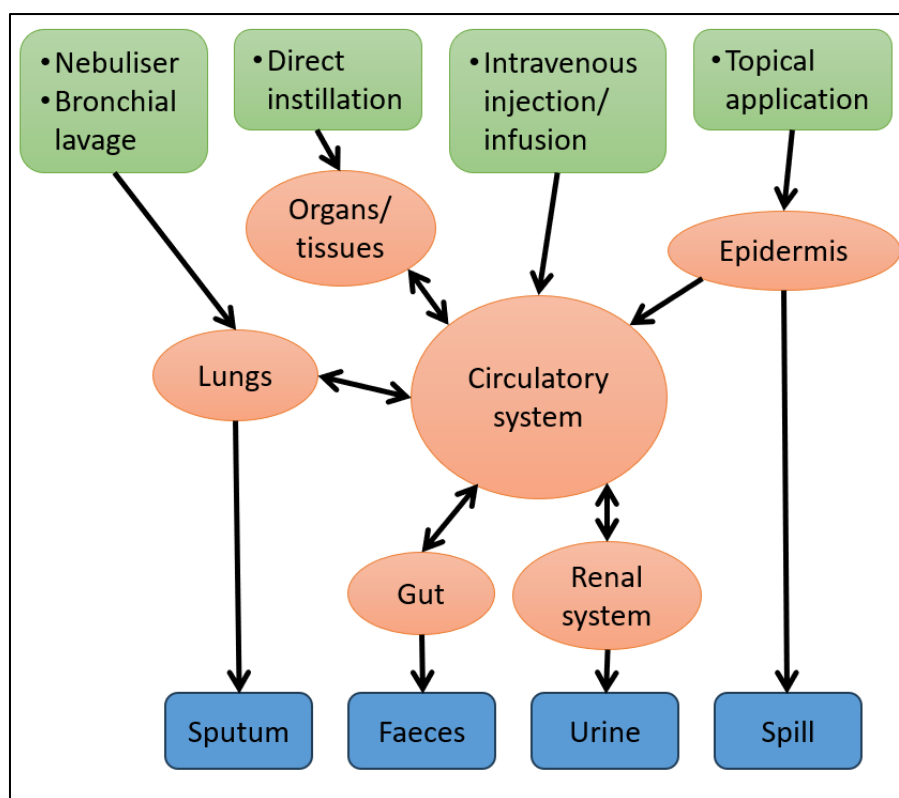 • Nebuliser
• Bronchial
lavage
• Direct
instillation
• Intravenous
injection/
infusion
• Topical
application
Organs/
tissues
Epidermis
Lungs
Circulatory
system
Gut
Renal
system
Sputum
Faeces
Urine
Spill